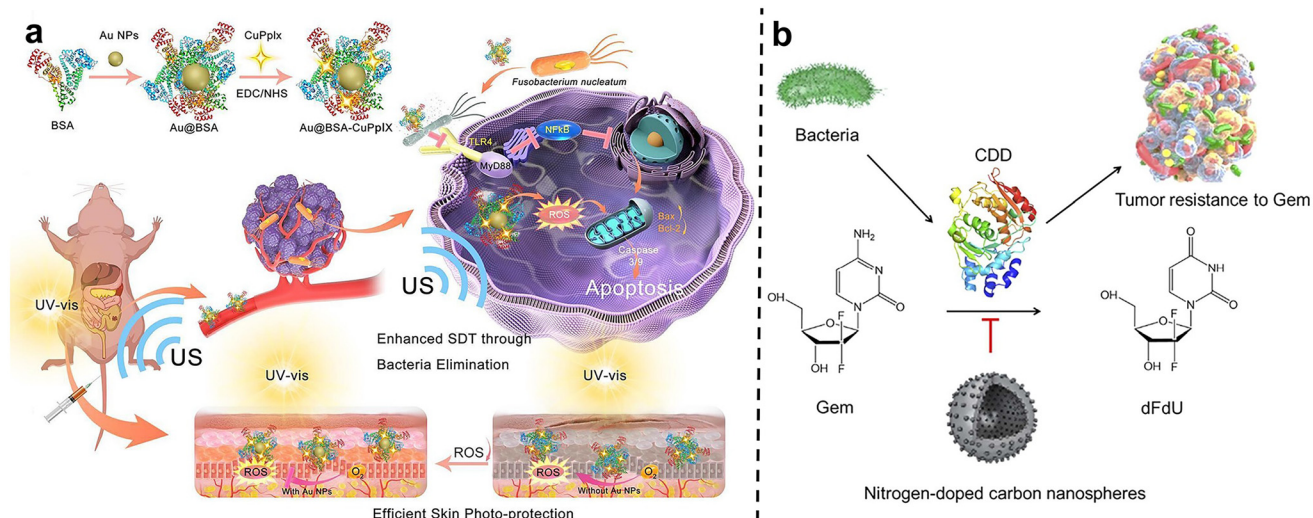 a
Au NPs
CuPpIx
EDC/NHS
BSA
Au@BSA
Au@BSA-CuPpIX
Fusobacterium nucleatum
TLR4
MyD88
NFkB
ROS
Bax
Bcl-2
Caspase
3/9
Apoptosis
US
UV-vis
US
Enhanced SDT through
Bacteria Elimination
UV-vis
UV-vis
ROS
ROS
O2
With Au NPs
ROS
O2
Without Au NPs
Efficient Skin Photo-protection
b
Bacteria
CDD
Tumor resistance to Gem
NH2
N
N
O
HO
O
F
OH
F
Gem
O
NH
N
O
HO
O
F
OH
F
dFdU
Nitrogen-doped carbon nanospheres